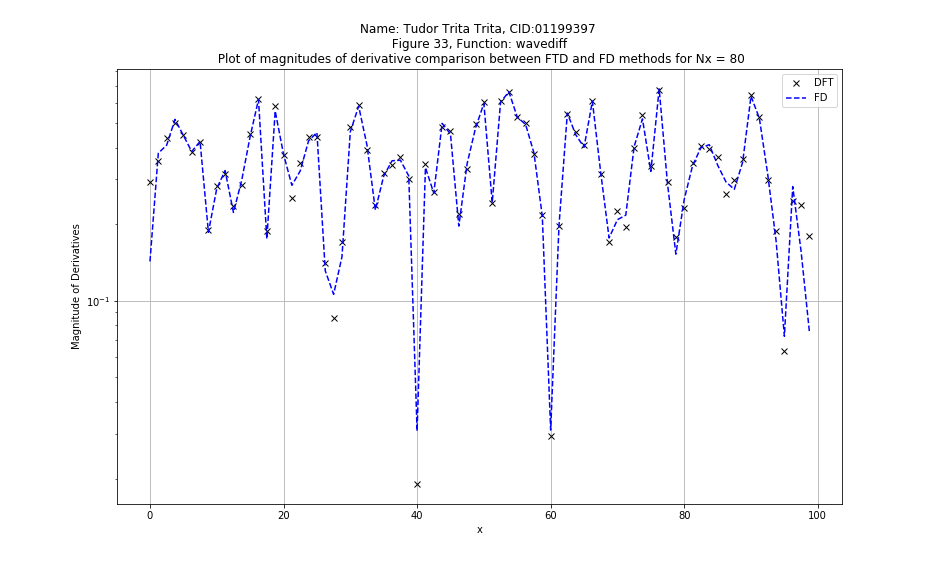 Name: Tudor Trita Trita, CID:01199397
Figure 33, Function: wavediff
Plot of magnitudes of derivative comparison between FTD and FD methods for Nx = 80
DFT
FD
Magnitude of Derivatives
10⁻¹
0 20 40 60 80 100
x